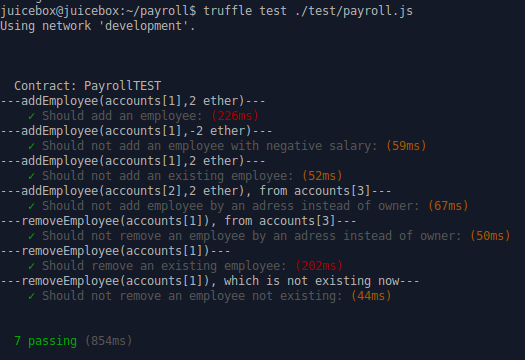 juicebox@juicebox:~/payroll$ truffle test ./test/payroll.js
Using network 'development'.
Contract: PayrollTEST
---addEmployee(accounts[1],2 ether)---
✓ Should add an employee: (226ms)
---addEmployee(accounts[1],-2 ether)---
✓ Should not add an employee with negative salary: (59ms)
---addEmployee(accounts[1],2 ether)---
✓ Should not add an existing employee: (52ms)
---addEmployee(accounts[2],2 ether), from accounts[3]---
✓ Should not add employee by an adress instead of owner: (67ms)
---removeEmployee(accounts[1]), from accounts[3]---
✓ Should not remove an employee by an adress instead of owner: (50ms)
---removeEmployee(accounts[1])---
✓ Should remove an existing employee: (202ms)
---removeEmployee(accounts[1]), which is not existing now---
✓ Should not remove an employee not existing: (44ms)
7 passing (854ms)